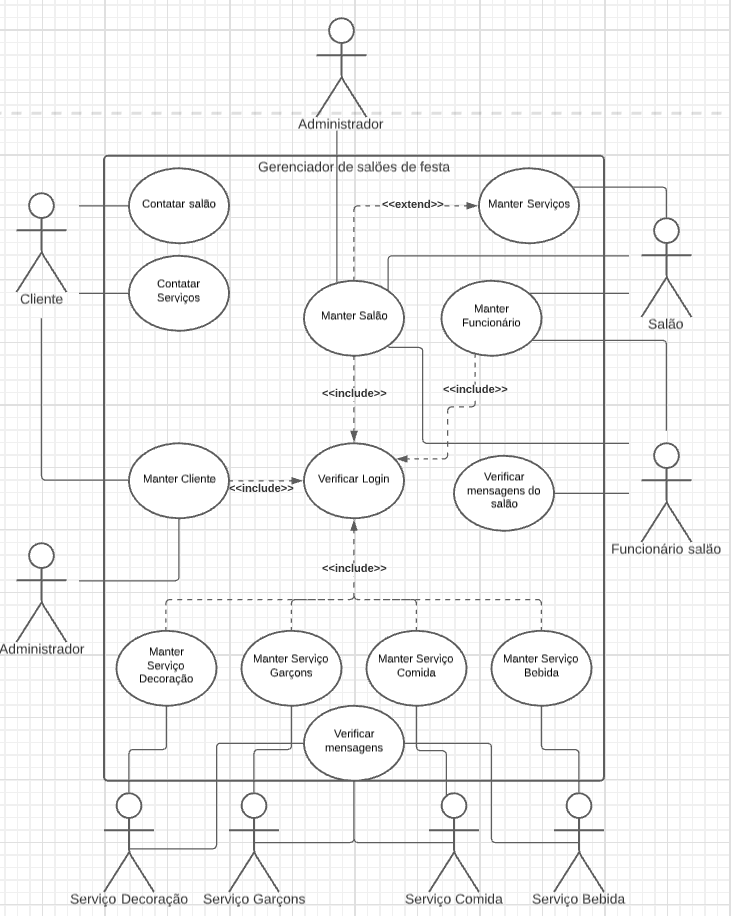 Administrador
Gerenciador de salões de festa
Contatar salão
<<extend>>
Manter Serviços
Cliente
Contatar
Serviços
Manter Salão
Manter
Funcionário
Salão
<<include>>
<<include>>
Manter Cliente
<<include>>
Verificar Login
Verificar
mensagens do
salão
Funcionário salão
<<include>>
Administrador
Manter
Serviço
Decoração
Manter Serviço
Garçons
Manter Serviço
Comida
Manter Serviço
Bebida
Verificar
mensagens
Serviço Decoração
Serviço Garçons
Serviço Comida
Serviço Bebida